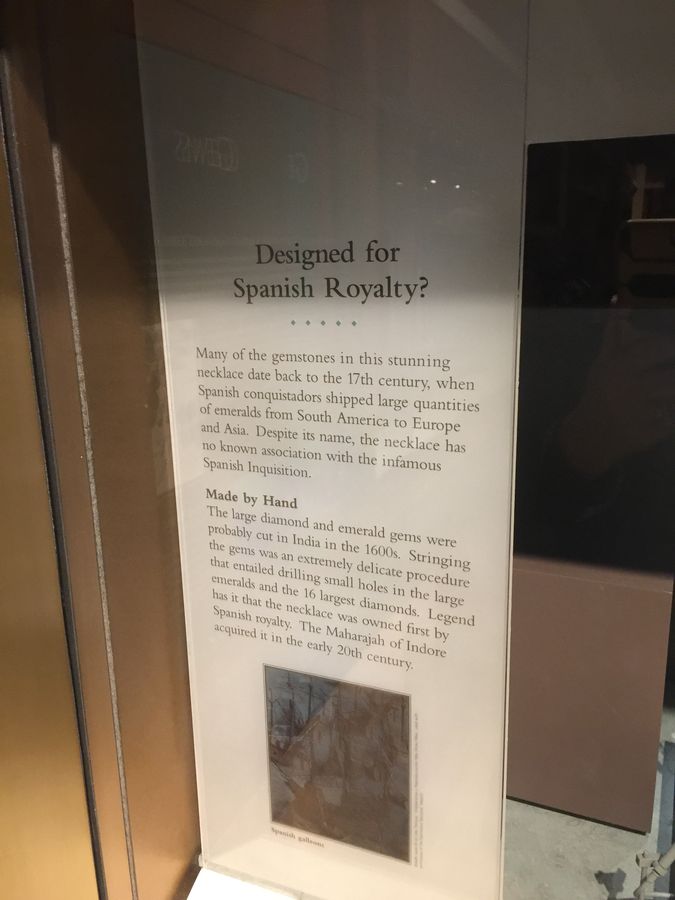 Designed for
Spanish Royalty?
Many of the gemstones in this stunning
necklace date back to the 17th century, when
Spanish conquistadors shipped large quantities
of emeralds from South America to Europe
and Asia. Despite its name, the necklace has
no known association with the infamous
Spanish Inquisition.
Made by Hand
The large diamond and emerald gems were
probably cut in India in the 1600s. Stringing
the gems was an extremely delicate procedure
that entailed drilling small holes in the large
emeralds and the 16 largest diamonds. Legend
has it that the necklace was owned first by
Spanish royalty. The Maharajah of Indore
acquired it in the early 20th century.
Spanish galleons